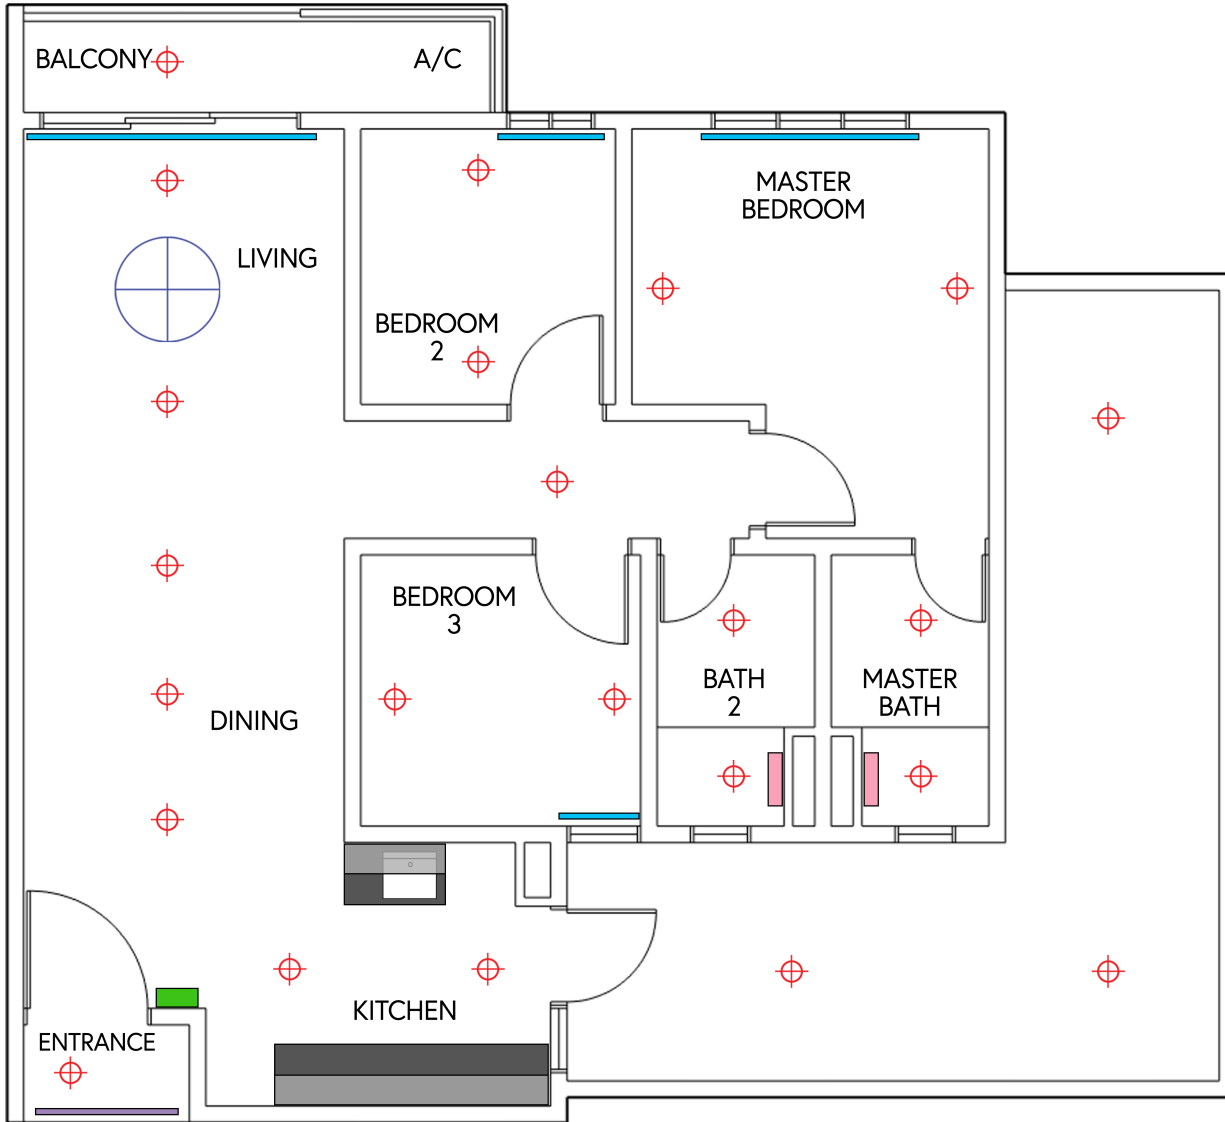 BALCONY
A/C
MASTER
BEDROOM
LIVING
BEDROOM
2
BEDROOM
3
BATH
2
MASTER
BATH
DINING
KITCHEN
ENTRANCE